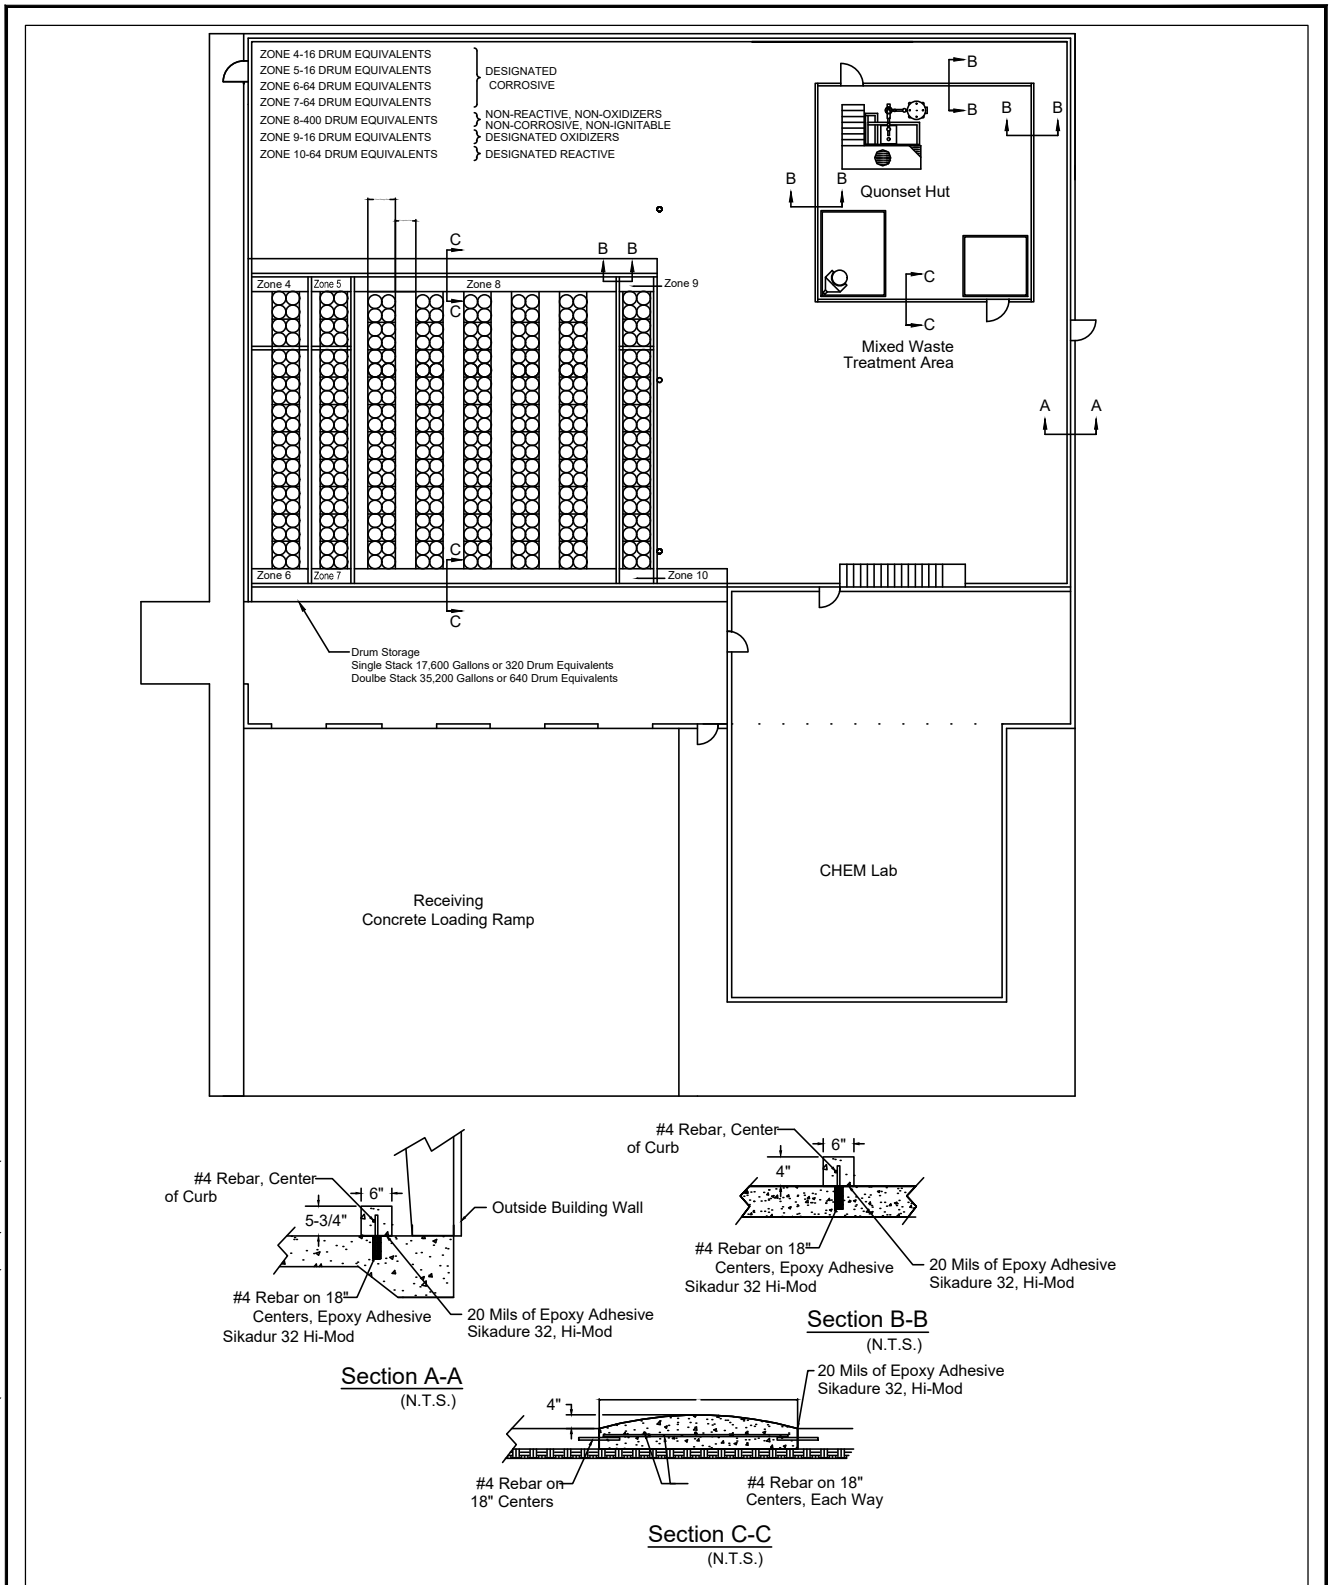 ZONE 4-16 DRUM EQUIVALENTS
ZONE 5-16 DRUM EQUIVALENTS
ZONE 6-64 DRUM EQUIVALENTS
ZONE 7-64 DRUM EQUIVALENTS
DESIGNATED
CORROSIVE
ZONE 8-400 DRUM EQUIVALENTS
NON-REACTIVE, NON-OXIDIZERS
NON-CORROSIVE, NON-IGNITABLE
ZONE 9-16 DRUM EQUIVALENTS
DESIGNATED OXIDIZERS
ZONE 10-64 DRUM EQUIVALENTS
DESIGNATED REACTIVE
B
B
B B
B B
Quonset Hut
C
B B
Zone 4
Zone 5
Zone 8
Zone 9
C
C
C
Mixed Waste
Treatment Area
A A
C
Zone 6
Zone 7
Zone 10
C
Drum Storage
Single Stack 17,600 Gallons or 320 Drum Equivalents
Doulbe Stack 35,200 Gallons or 640 Drum Equivalents
CHEM Lab
Receiving
Concrete Loading Ramp
#4 Rebar, Center
of Curb
6"
5-3/4"
Outside Building Wall
#4 Rebar on 18"
Centers, Epoxy Adhesive
Sikadur 32 Hi-Mod
20 Mils of Epoxy Adhesive
Sikadure 32, Hi-Mod
Section A-A
(N.T.S.)
#4 Rebar, Center
of Curb
6"
4"
#4 Rebar on 18"
Centers, Epoxy Adhesive
Sikadur 32 Hi-Mod
20 Mils of Epoxy Adhesive
Sikadure 32, Hi-Mod
Section B-B
(N.T.S.)
20 Mils of Epoxy Adhesive
Sikadure 32, Hi-Mod
4"
#4 Rebar on
18" Centers
#4 Rebar on 18"
Centers, Each Way
Section C-C
(N.T.S.)